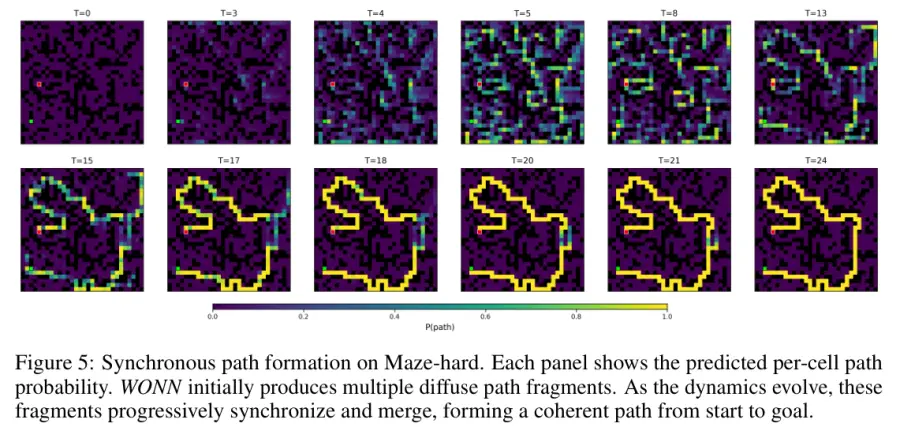 T=0 T=3 T=4 T=5 T=8 T=13
T=15 T=17 T=18 T=20 T=21 T=24
0.0 0.2 0.4 0.6 0.8 1.0
P(path)
Figure 5: Synchronous path formation on Maze-hard. Each panel shows the predicted per-cell path
probability. WONN initially produces multiple diffuse path fragments. As the dynamics evolve, these
fragments progressively synchronize and merge, forming a coherent path from start to goal.